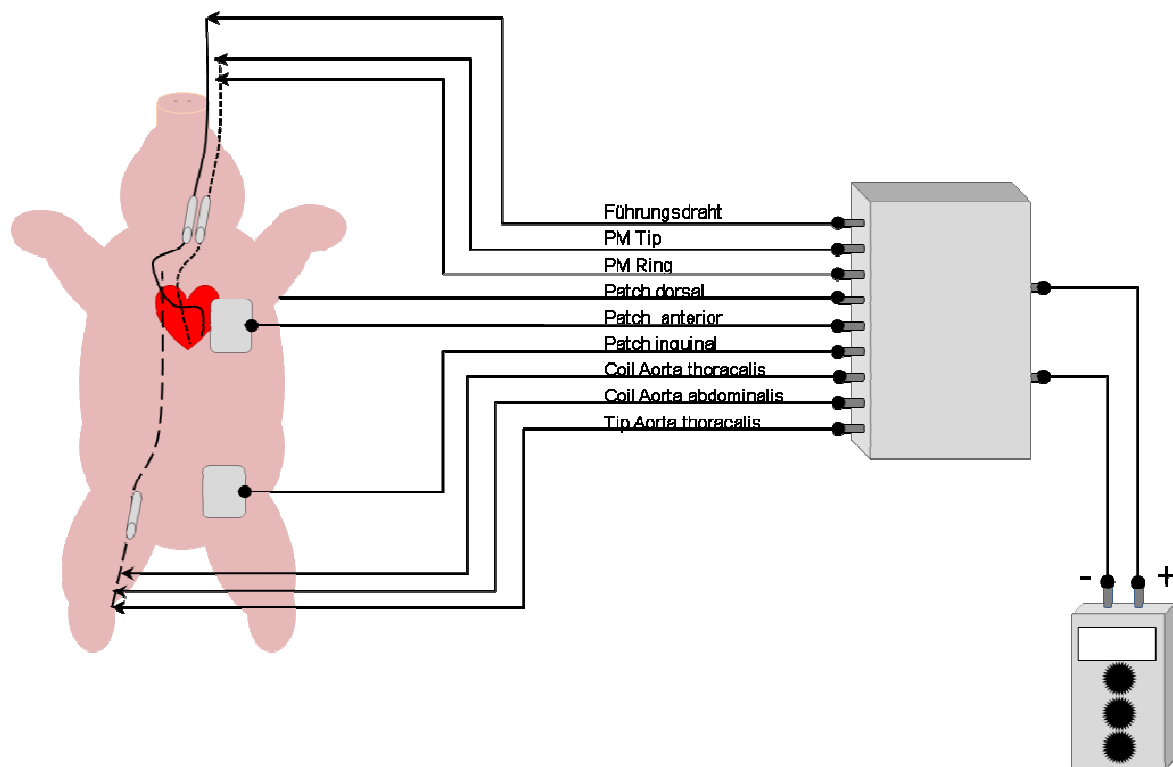 Führungsdraht
PM Tip
PM Ring
Patch dorsal
Patch anterior
Patch inguinal
Coil Aorta thoracalis
Coil Aorta abdominalis
Tip Aorta thoracalis
- +